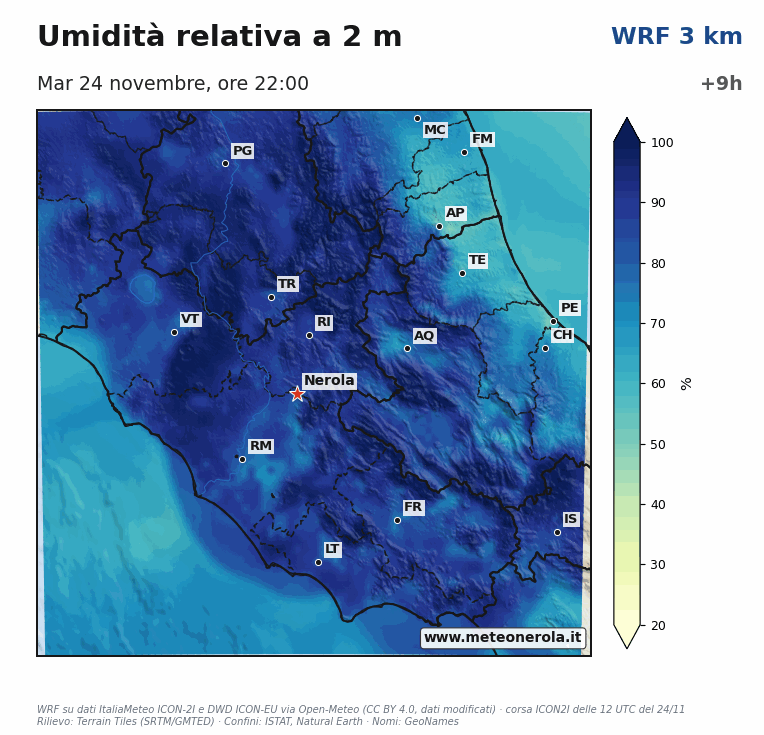 Umidità relativa a 2 m
WRF 3 km
Mar 24 novembre, ore 22:00
+9h
MC
FM
PG
AP
TE
TR
PE
VT
RI
AQ
CH
Nerola
RM
FR
IS
LT
www.meteonerola.it
100
90
80
70
60
50
40
30
20
%
WRF su dati ItaliaMeteo ICON-2I e DWD ICON-EU via Open-Meteo (CC BY 4.0, dati modificati) · corsa ICON2I delle 12 UTC del 24/11
Rilievo: Terrain Tiles (SRTM/GMTED) · Confini: ISTAT, Natural Earth · Nomi: GeoNames